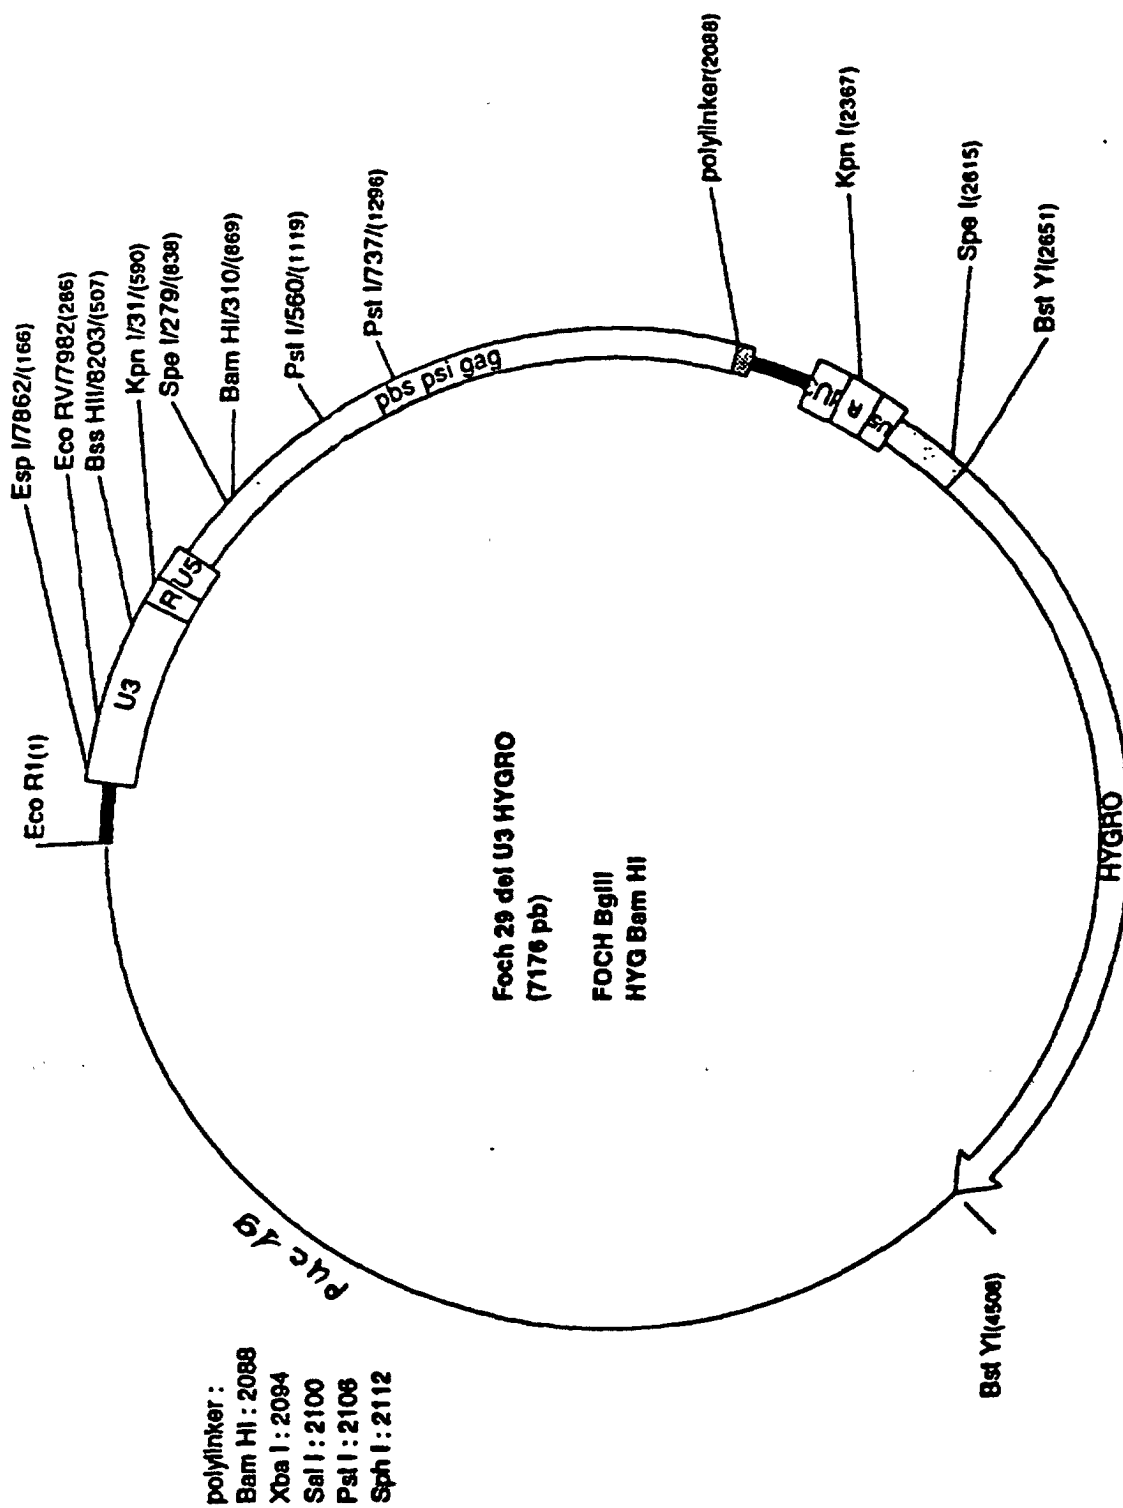 Eco R1(1)
Esp I/7862/(166)
Eco RV/7982(286)
Bss HII/8203/(507)
Kpn I/31/(590)
Spe I/279/(838)
Bam HI/310/(869)
Pst I/560/(1119)
Pst I/737/(1296)
polylinker(2088)
Kpn I(2367)
Spe I(2615)
Bst YI(2651)
U3
R
U5
pbs psi gag
R
U5
HYGRO
Foch 29 del U3 HYGRO
(7176 pb)
FOCH BglII
HYG Bam HI
puc 19
Bst YI(4508)
polylinker :
Bam HI : 2088
Xba I : 2094
Sal I : 2100
Pst I : 2106
Sph I : 2112